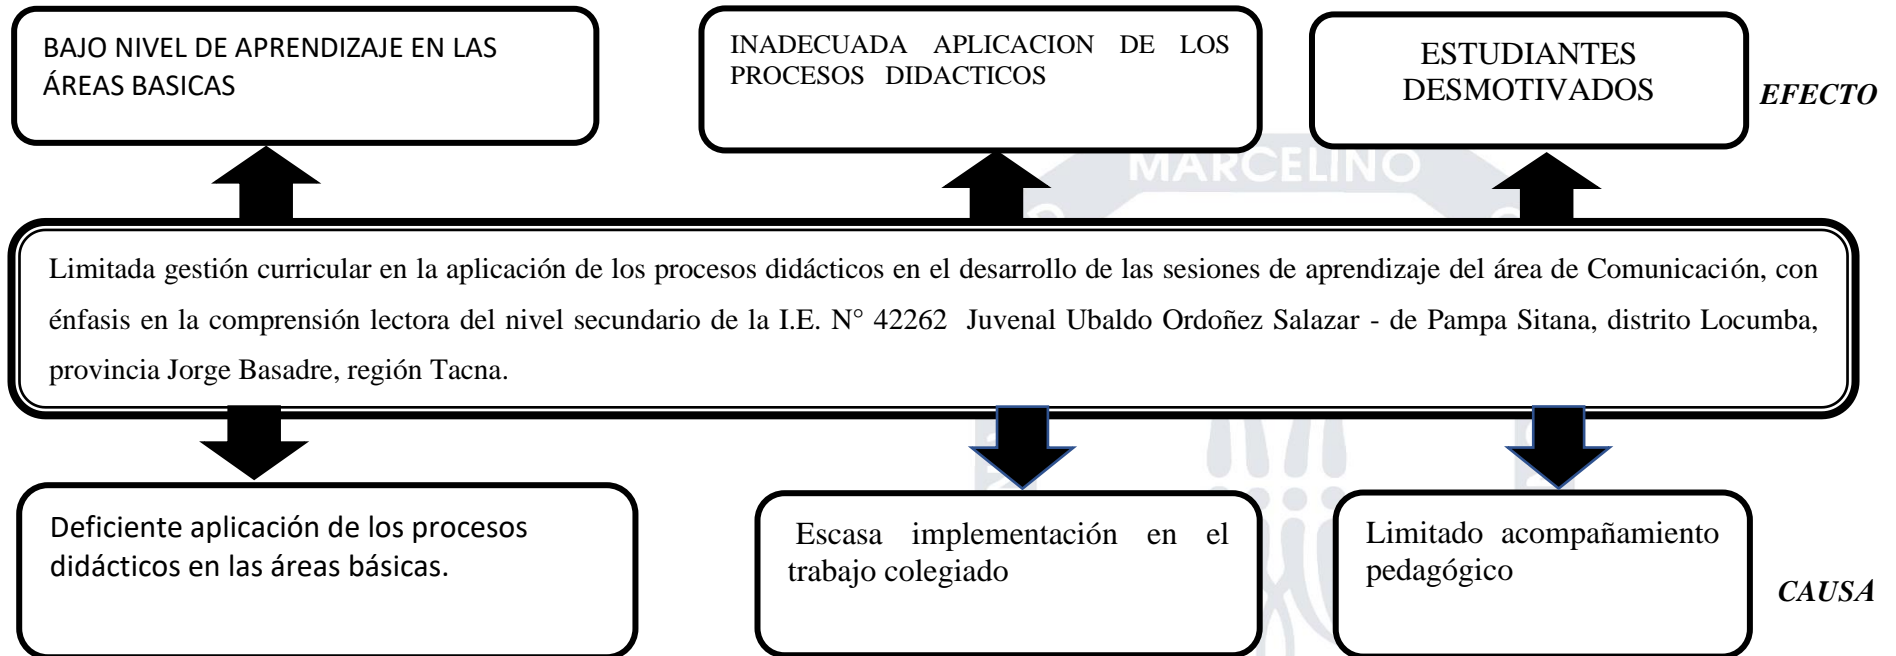 BAJO NIVEL DE APRENDIZAJE EN LAS
ÁREAS BASICAS
INADECUADA APLICACION DE LOS
PROCESOS DIDACTICOS
ESTUDIANTES
DESMOTIVADOS
EFECTO
MARCELINO
Limitada gestión curricular en la aplicación de los procesos didácticos en el desarrollo de las sesiones de aprendizaje del área de Comunicación, con
énfasis en la comprensión lectora del nivel secundario de la I.E. N° 42262 Juvenal Ubaldo Ordoñez Salazar - de Pampa Sitana, distrito Locumba,
provincia Jorge Basadre, región Tacna.
Deficiente aplicación de los procesos
didácticos en las áreas básicas.
Escasa implementación en el
trabajo colegiado
Limitado acompañamiento
pedagógico
CAUSA